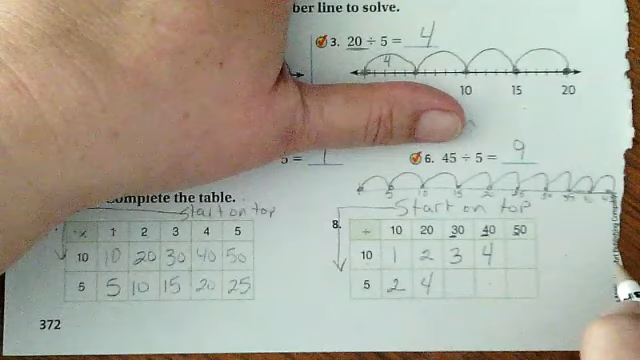 ber line to solve.
3. 20 ÷ 5 = 4
4
10 15 20
5 = 1
6. 45 ÷ 5 = 9
omplete the table.
Start on top
× 1 2 3 4 5
10 10 20 30 40 50
5 5 10 15 20 25
8. Start on top
÷ 10 20 30 40 50
10 1 2 3 4
5 2 4
372